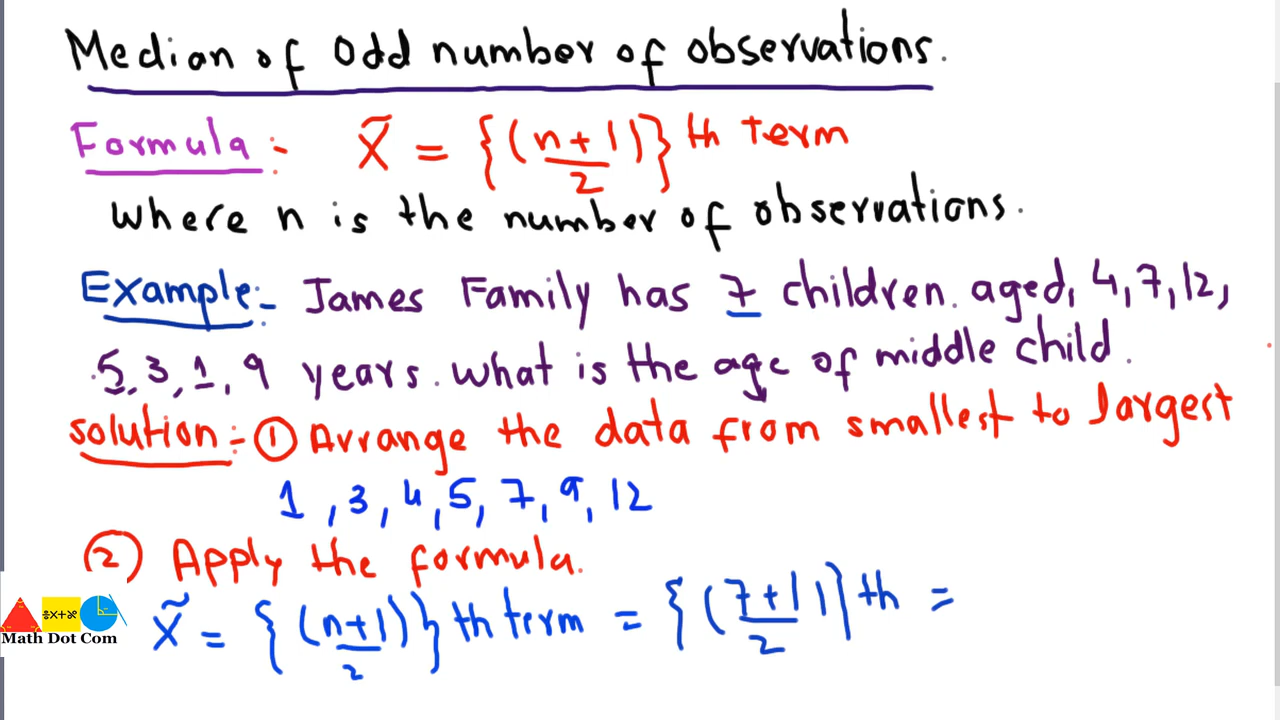 Median of Odd number of observations.
Formula:- X̃ = {(n+1)/2}th term
where n is the number of observations.
Example:- James Family has 7 children. aged, 4, 7, 12,
5, 3, 1, 9 years. what is the age of middle child.
solution:- ① Arrange the data from smallest to largest
1, 3, 4, 5, 7, 9, 12
② Apply the formula.
X̃ = {(n+1)/2}th term = {(7+1)/2}th =
÷X+x
Math Dot Com